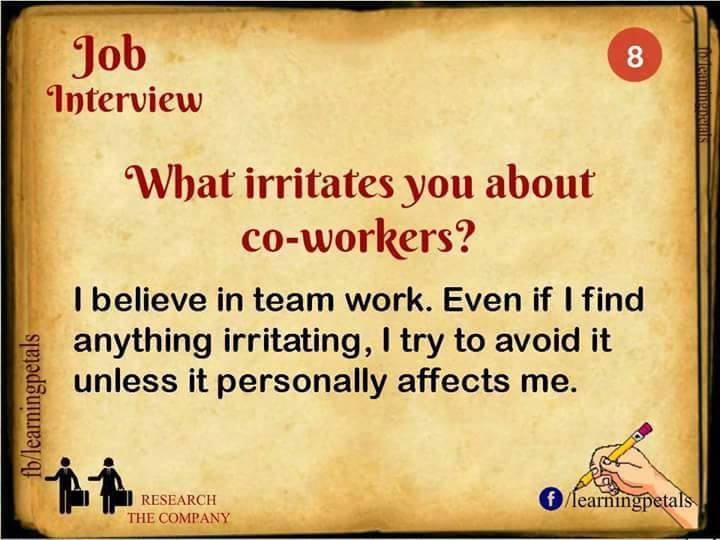 Job
Interview
8
What irritates you about
co-workers?
I believe in team work. Even if I find
anything irritating, I try to avoid it
unless it personally affects me.
fb/learningpetals
fb/learningpetals
RESEARCH
THE COMPANY
f /learningpetals